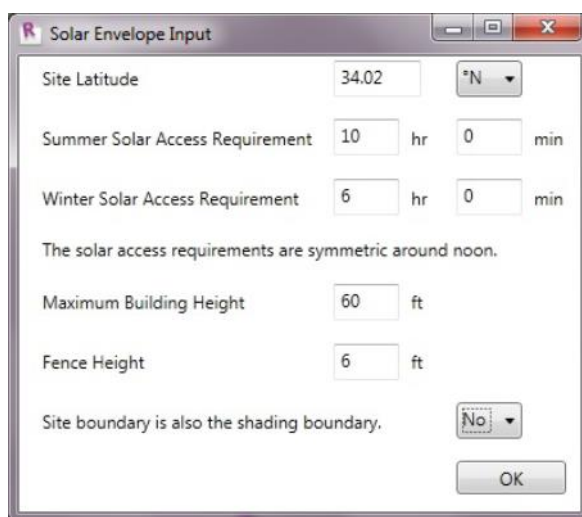 R Solar Envelope Input
Site Latitude 34.02 °N
Summer Solar Access Requirement 10 hr 0 min
Winter Solar Access Requirement 6 hr 0 min
The solar access requirements are symmetric around noon.
Maximum Building Height 60 ft
Fence Height 6 ft
Site boundary is also the shading boundary. No
OK